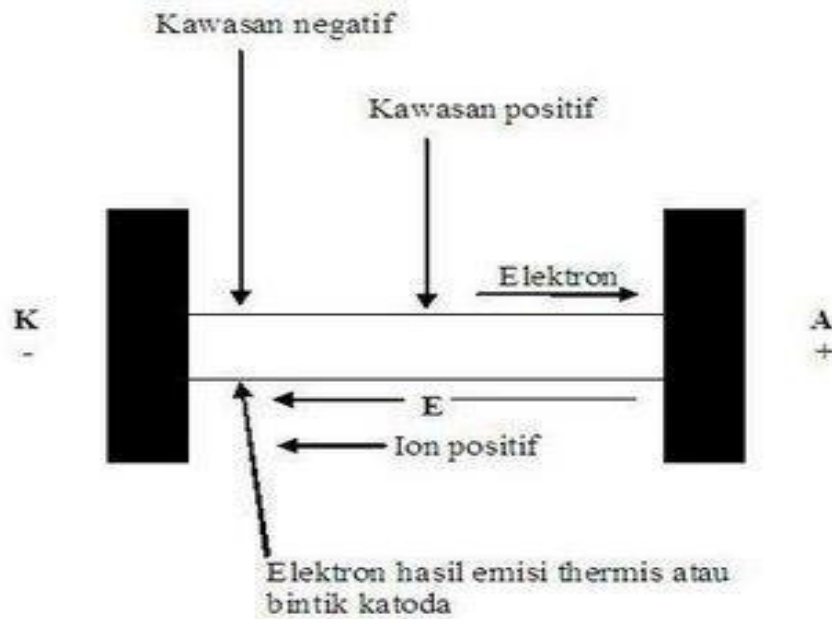 Kawasan negatif
Kawasan positif
Elektron
K
-
A
+
E
Ion positif
Elektron hasil emisi thermis atau
bintik katoda